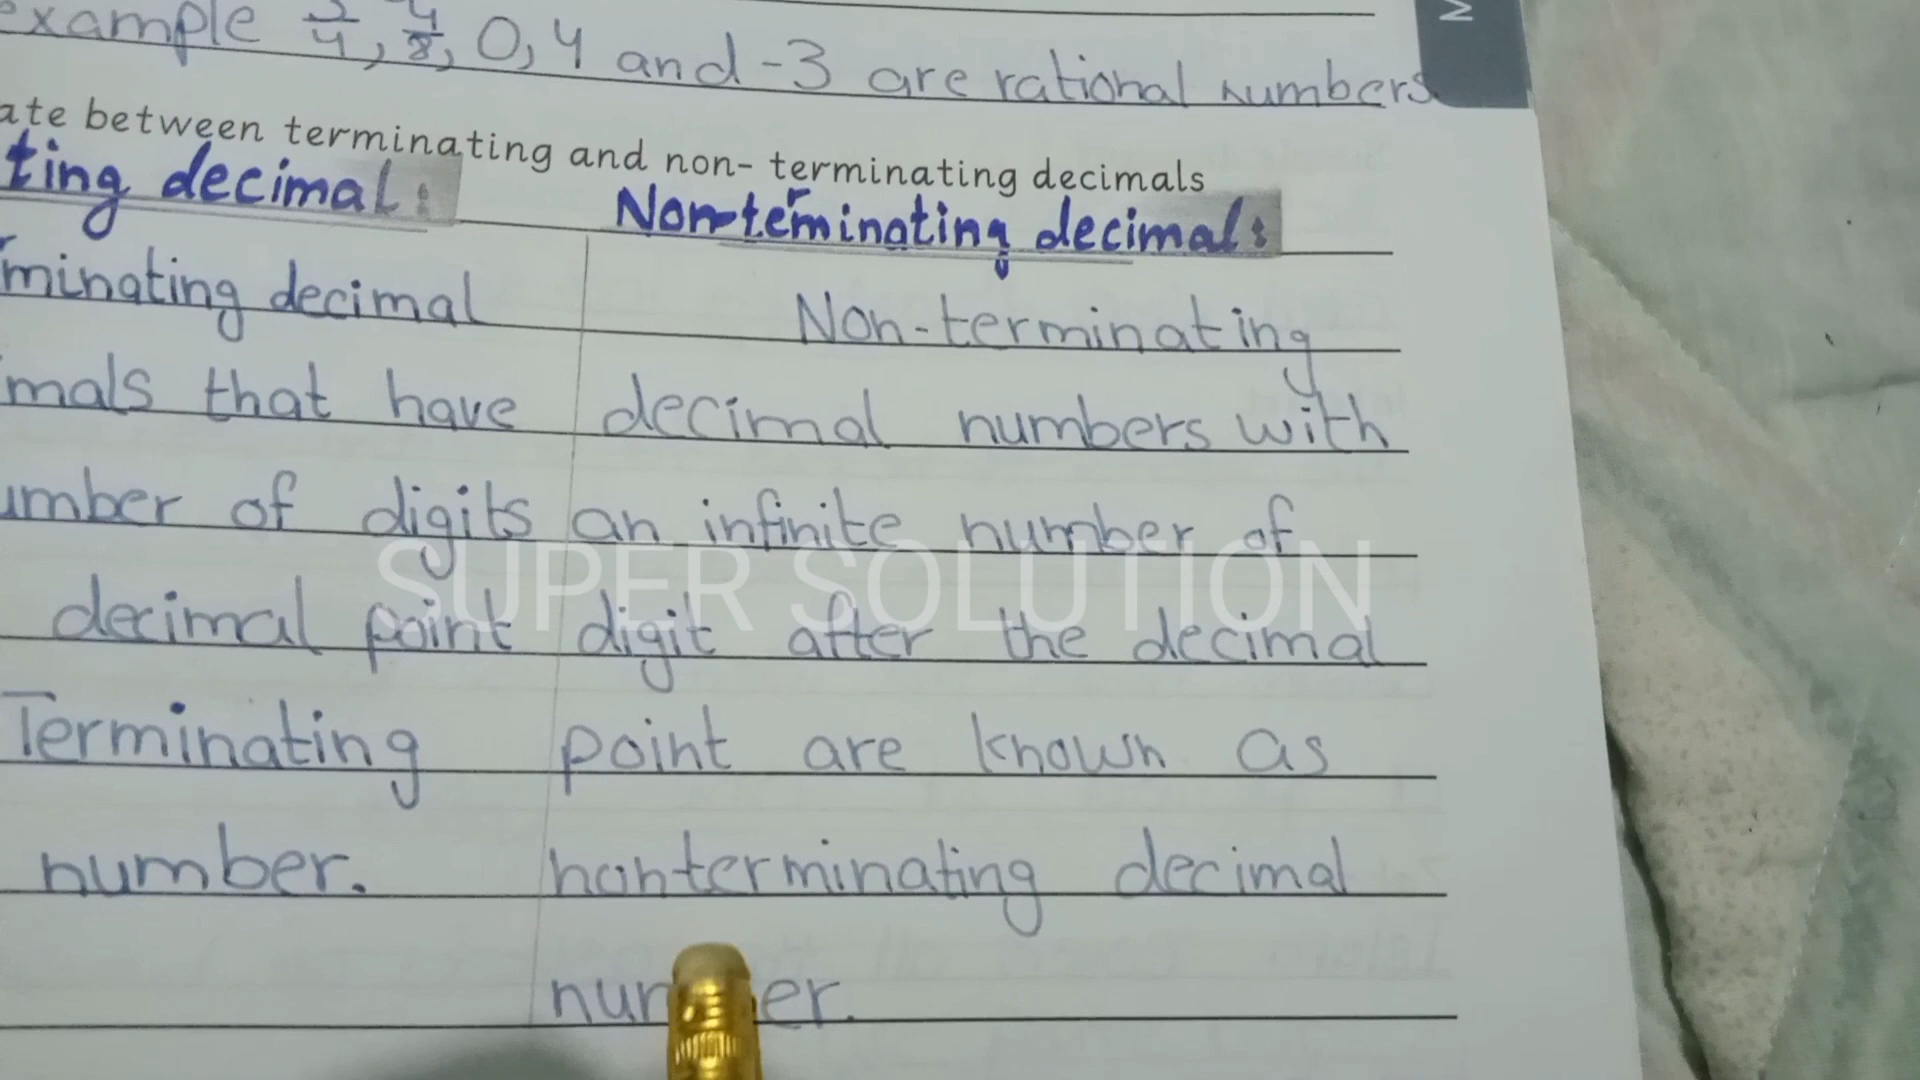 example 3/4, 4/8, 0, 4 and -3 are rational numbers
ate between terminating and non- terminating decimals
ting decimal:
Non-terminating decimal:
minating decimal
Non-terminating
mals that have
decimal numbers with
umber of digits
an infinite number of
decimal point
digit after the decimal
Terminating
point are known as
number.
nonterminating decimal
er.
SUPER SOLUTION